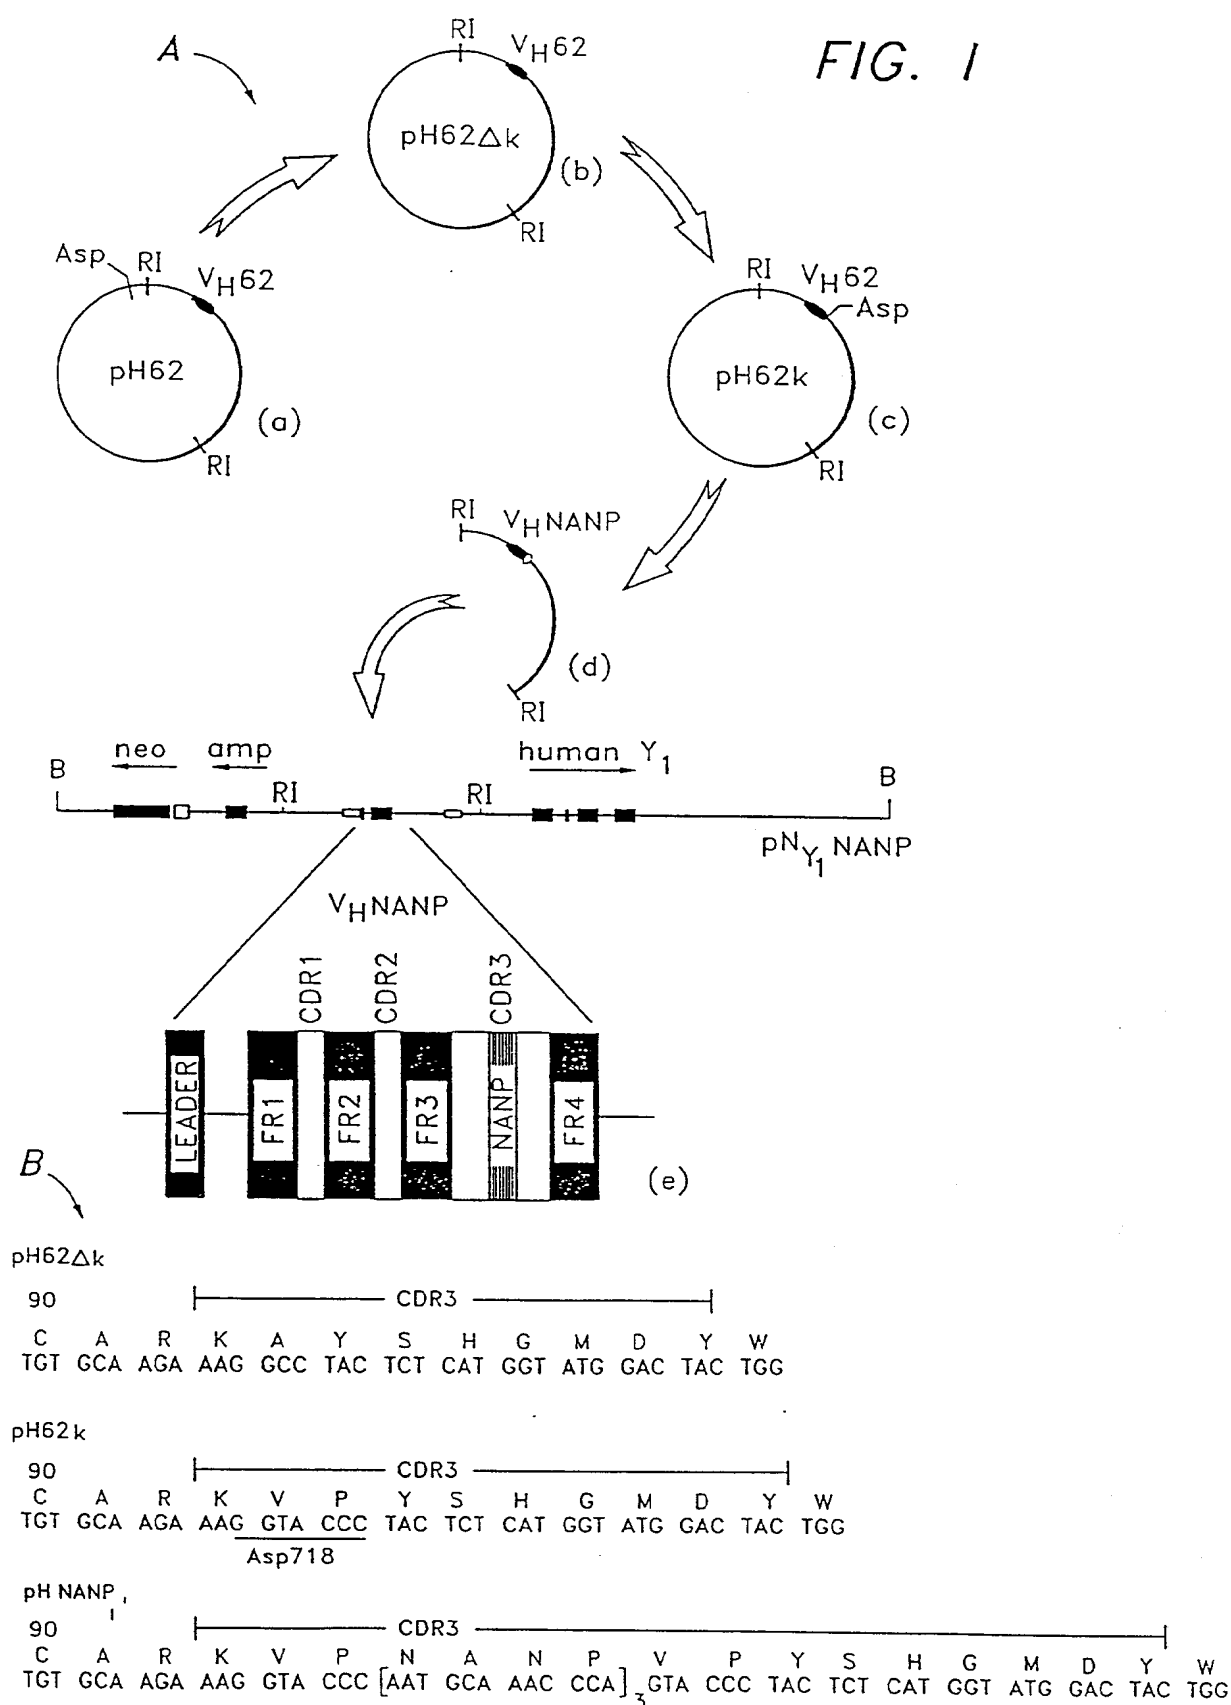 FIG. 1
A
RI
VH62
pH62Δk
(b)
RI
Asp
RI
VH62
pH62
(a)
RI
RI
VH62
Asp
pH62k
(c)
RI
RI
VHNANP
(d)
RI
B
neo
amp
RI
RI
human Y1
B
pNY1NANP
VHNANP
CDR1
CDR2
CDR3
LEADER
FR1
FR2
FR3
NANP
FR4
(e)
B
pH62Δk
90
CDR3
C A R K A Y S H G M D Y W
TGT GCA AGA AAG GCC TAC TCT CAT GGT ATG GAC TAC TGG
pH62k
90
CDR3
C A R K V P Y S H G M D Y W
TGT GCA AGA AAG GTA CCC TAC TCT CAT GGT ATG GAC TAC TGG
Asp718
pH NANP
90
CDR3
C A R K V P N A N P V P Y S H G M D Y W
TGT GCA AGA AAG GTA CCC [AAT GCA AAC CCA]3 GTA CCC TAC TCT CAT GGT ATG GAC TAC TGG